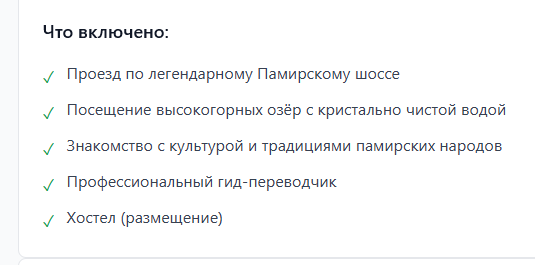 Что включено:
Проезд по легендарному Памирскому шоссе
Посещение высокогорных озёр с кристально чистой водой
Знакомство с культурой и традициями памирских народов
Профессиональный гид-переводчик
Хостел (размещение)